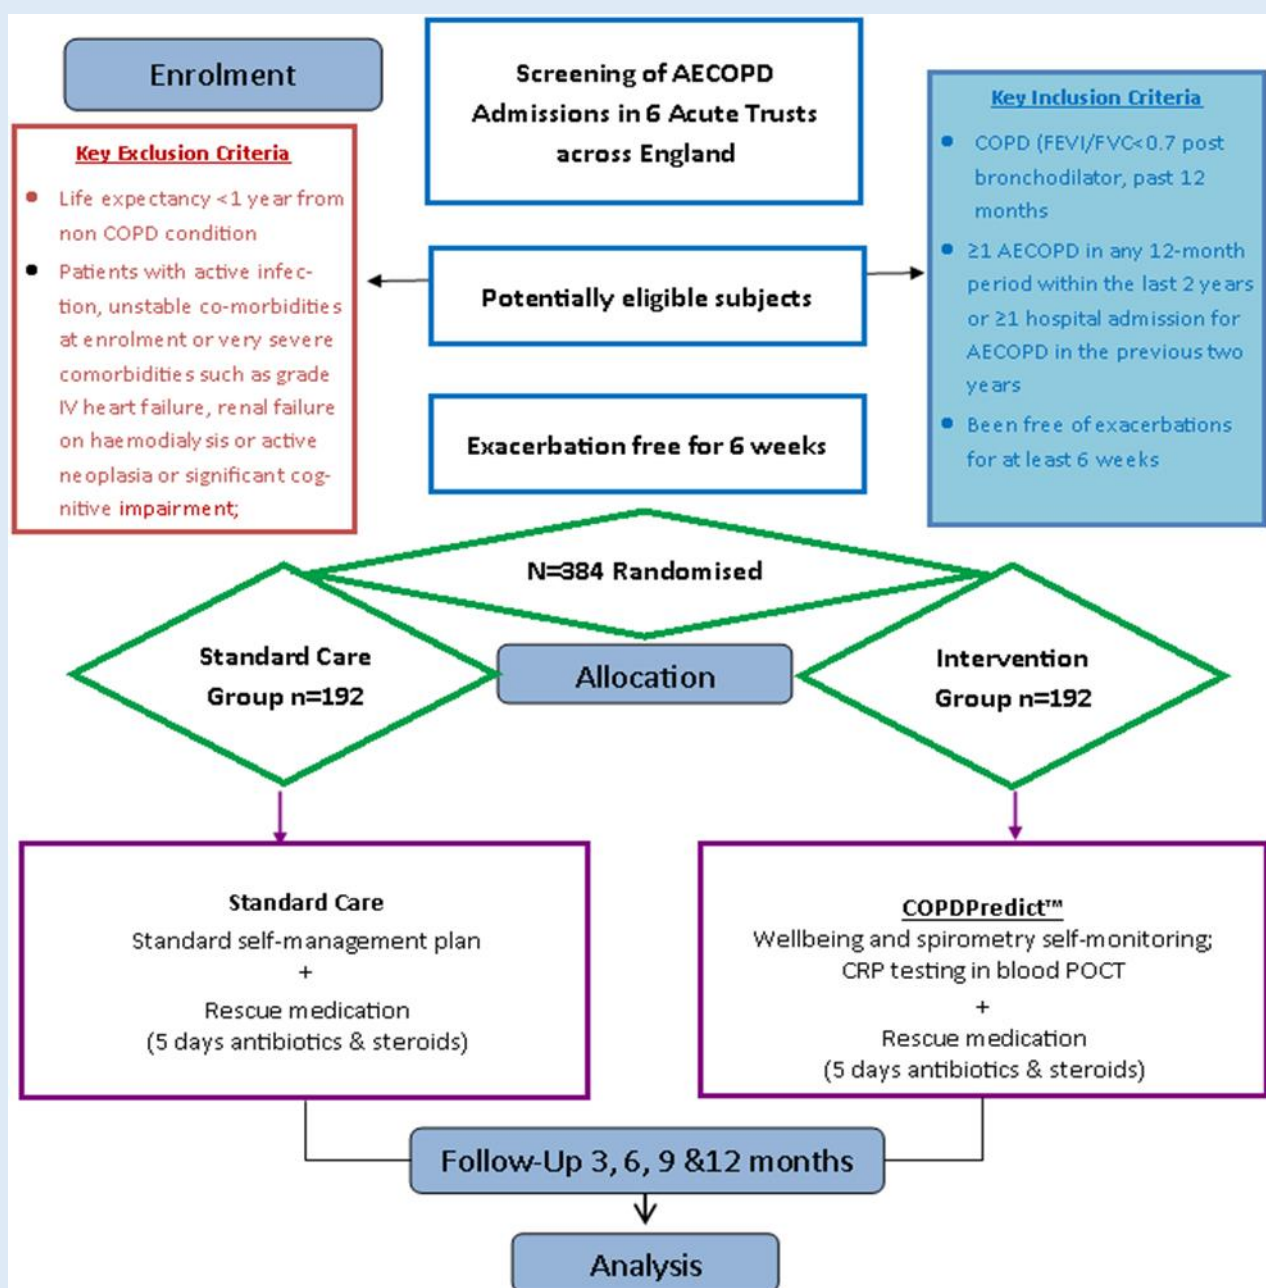 Enrolment
Screening of AECOPD
Admissions in 6 Acute Trusts
across England
Key Exclusion Criteria
• Life expectancy <1 year from
non COPD condition
• Patients with active infec-
tion, unstable co-morbidities
at enrolment or very severe
comorbidities such as grade
IV heart failure, renal failure
on haemodialysis or active
neoplasia or significant cog-
nitive impairment;
Key Inclusion Criteria
• COPD (FEVI/FVC<0.7 post
bronchodilator, past 12
months
• ≥1 AECOPD in any 12-month
period within the last 2 years
or ≥1 hospital admission for
AECOPD in the previous two
years
• Been free of exacerbations
for at least 6 weeks
Potentially eligible subjects
Exacerbation free for 6 weeks
N=384 Randomised
Standard Care
Group n=192
Allocation
Intervention
Group n=192
Standard Care
Standard self-management plan
+
Rescue medication
(5 days antibiotics & steroids)
COPDPredict™
Wellbeing and spirometry self-monitoring;
CRP testing in blood POCT
+
Rescue medication
(5 days antibiotics & steroids)
Follow-Up 3, 6, 9 &12 months
Analysis